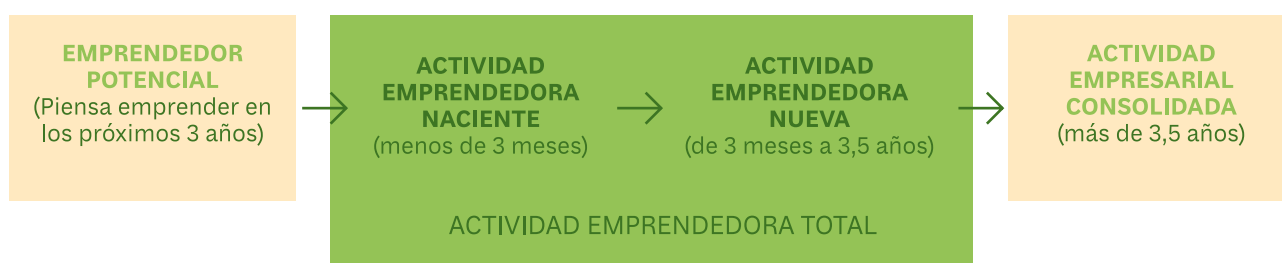 EMPRENDEDOR
POTENCIAL
(Piensa emprender en
los próximos 3 años)
ACTIVIDAD
EMPRENDEDORA
NACIENTE
(menos de 3 meses)
ACTIVIDAD
EMPRENDEDORA
NUEVA
(de 3 meses a 3,5 años)
ACTIVIDAD EMPRENDEDORA TOTAL
ACTIVIDAD
EMPRESARIAL
CONSOLIDADA
(más de 3,5 años)